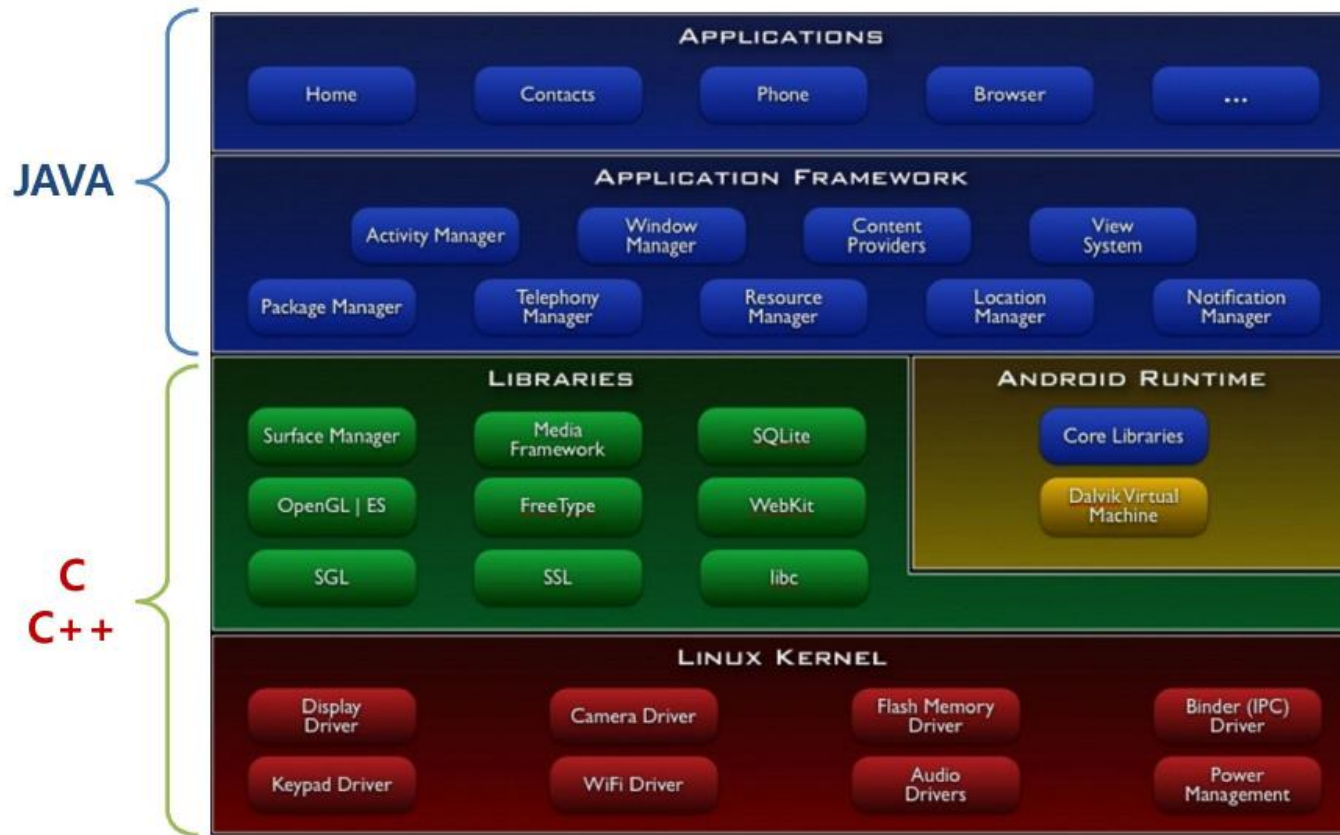 APPLICATIONS
Home
Contacts
Phone
Browser
...
JAVA
APPLICATION FRAMEWORK
Activity Manager
Window
Manager
Content
Providers
View
System
Package Manager
Telephony
Manager
Resource
Manager
Location
Manager
Notification
Manager
LIBRARIES
Surface Manager
Media
Framework
SQLite
OpenGL | ES
FreeType
WebKit
SGL
SSL
libc
ANDROID RUNTIME
Core Libraries
Dalvik Virtual
Machine
C
C++
LINUX KERNEL
Display
Driver
Camera Driver
Flash Memory
Driver
Binder (IPC)
Driver
Keypad Driver
WiFi Driver
Audio
Drivers
Power
Management